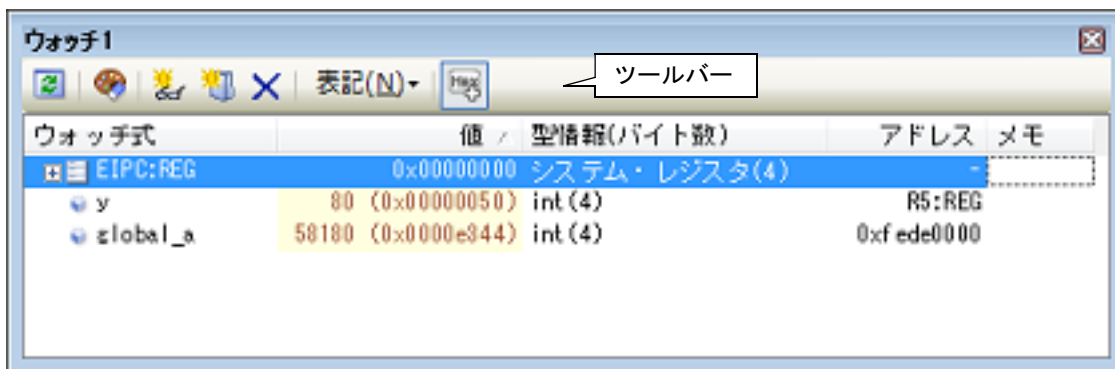 ウォッチ1
表記(N) Hex
ツールバー
ウォッチ式 値 型情報(バイト数) アドレス メモ
EIPC:REG 0x00000000 システム・レジスタ(4) -
y 80 (0x00000050) int(4) R5:REG
global_a 58180 (0x0000e344) int(4) 0xfede0000